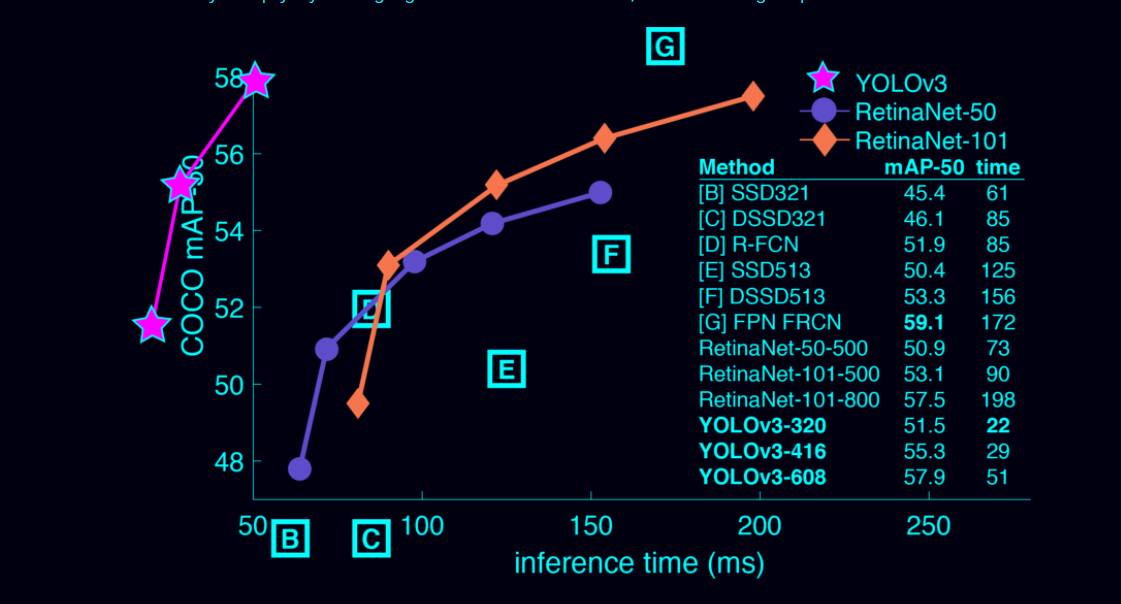 G
58
YOLOv3
RetinaNet-50
RetinaNet-101
56
54
52
50
48
COCO mAP-50
D
F
E
Method mAP-50 time
[B] SSD321 45.4 61
[C] DSSD321 46.1 85
[D] R-FCN 51.9 85
[E] SSD513 50.4 125
[F] DSSD513 53.3 156
[G] FPN FRCN 59.1 172
RetinaNet-50-500 50.9 73
RetinaNet-101-500 53.1 90
RetinaNet-101-800 57.5 198
YOLOv3-320 51.5 22
YOLOv3-416 55.3 29
YOLOv3-608 57.9 51
50 100 150 200 250
B C
inference time (ms)